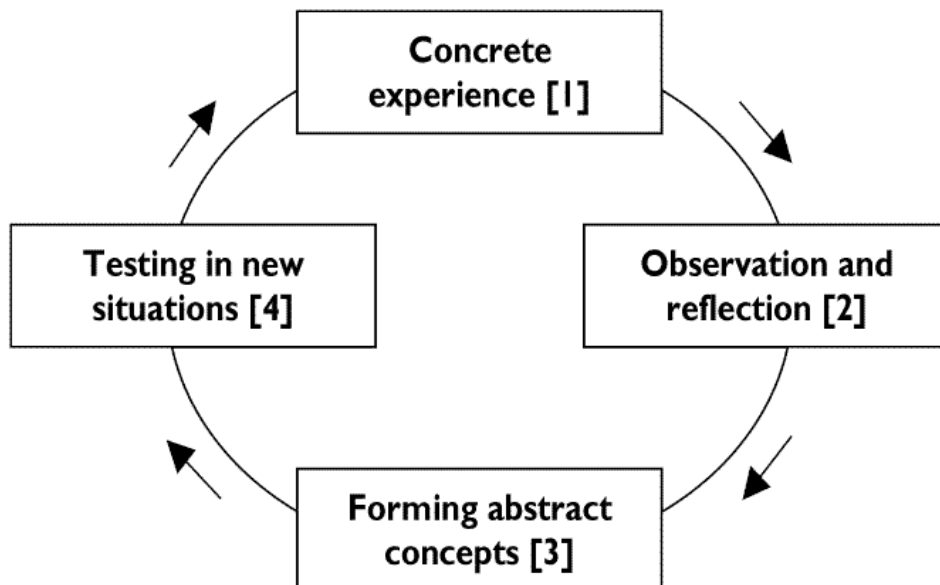 Concrete
experience [1]
Observation and
reflection [2]
Forming abstract
concepts [3]
Testing in new
situations [4]